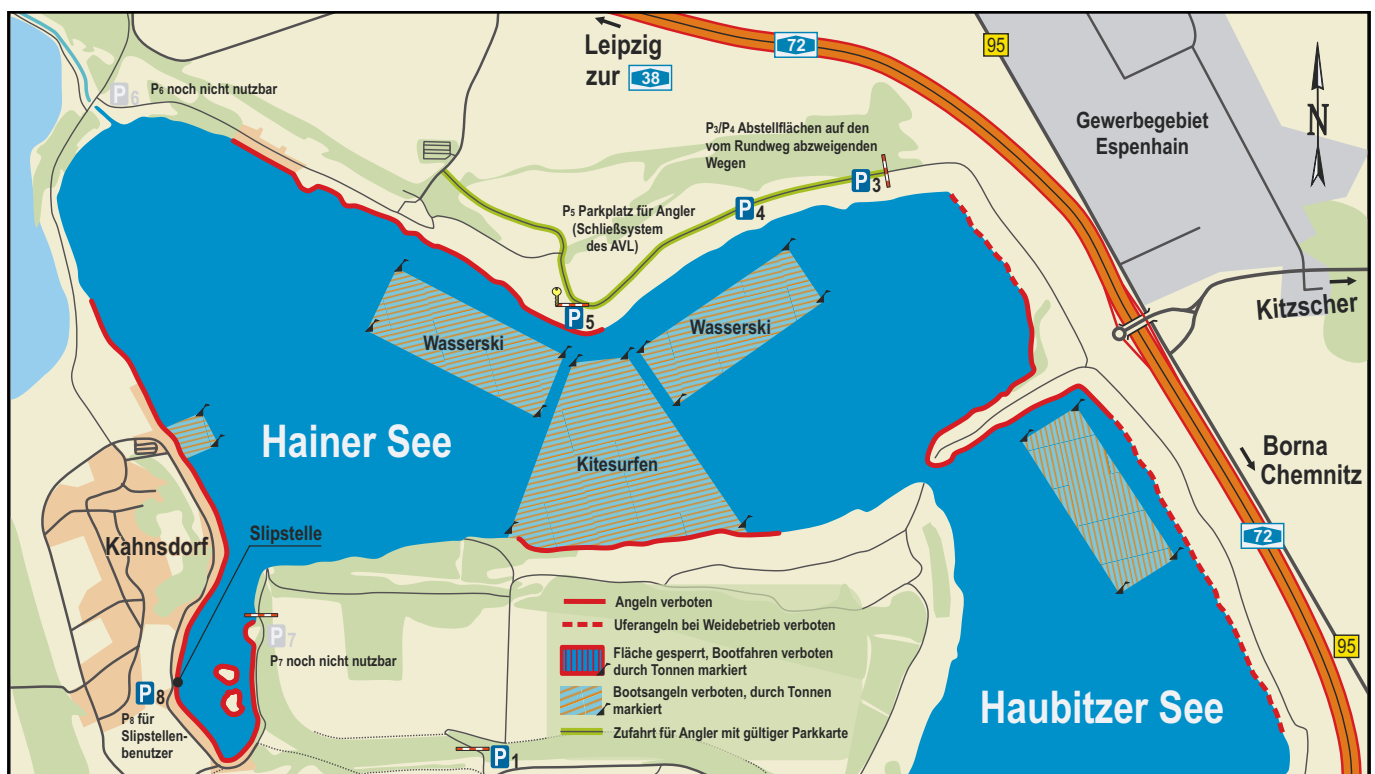 Leipzig
zur 38
72
95
P6 noch nicht nutzbar
P6
Gewerbegebiet
Espenhain
N
P3/P4 Abstellflächen auf den
vom Rundweg abzweigenden
Wegen
P3
P4
P5 Parkplatz für Angler
(Schließsystem
des AVL)
P5
Kitzscher
Wasserski
Wasserski
Hainer See
Kitesurfen
Borna
Chemnitz
72
Kahnsdorf
Slipstelle
P7
P7 noch nicht nutzbar
P8
P8 für
Slipstellen-
benutzer
P1
Angeln verboten
Uferangeln bei Weidebetrieb verboten
Fläche gesperrt, Bootfahren verboten
durch Tonnen markiert
Bootsangeln verboten, durch Tonnen
markiert
Zufahrt für Angler mit gültiger Parkkarte
95
Haubitzer See